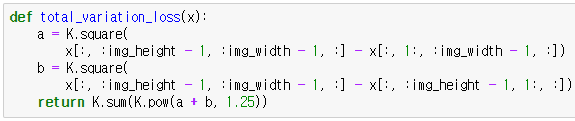 def total_variation_loss(x):
    a = K.square(
        x[:, :img_height - 1, :img_width - 1, :] - x[:, 1:, :img_width - 1, :])
    b = K.square(
        x[:, :img_height - 1, :img_width - 1, :] - x[:, :img_height - 1, 1:, :])
    return K.sum(K.pow(a + b, 1.25))